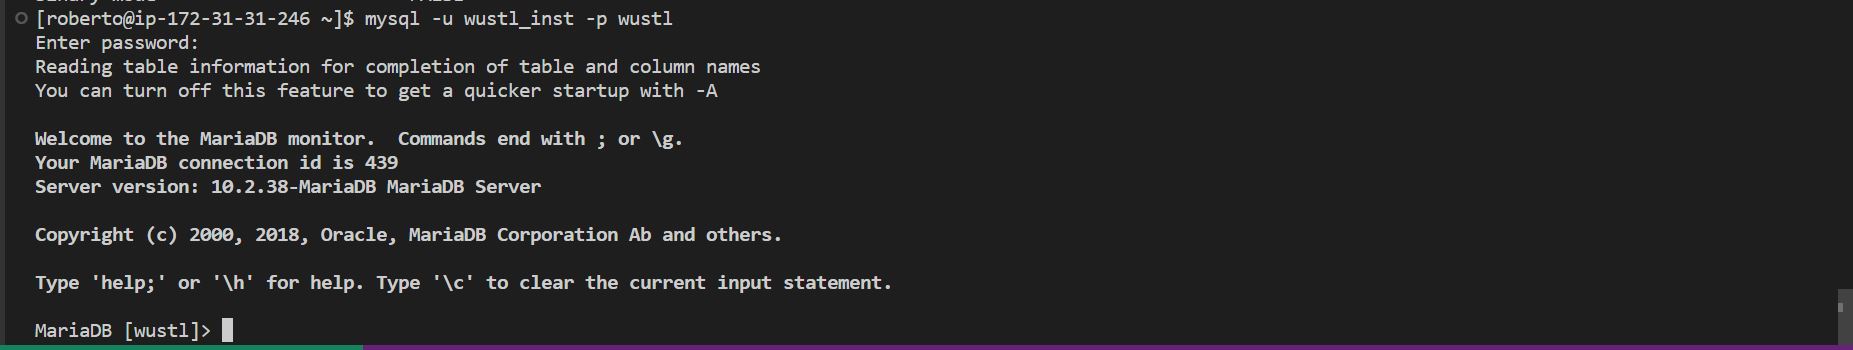 [roberto@ip-172-31-31-246 ~]$ mysql -u wustl_inst -p wustl
Enter password:
Reading table information for completion of table and column names
You can turn off this feature to get a quicker startup with -A
Welcome to the MariaDB monitor.  Commands end with ; or \g.
Your MariaDB connection id is 439
Server version: 10.2.38-MariaDB MariaDB Server
Copyright (c) 2000, 2018, Oracle, MariaDB Corporation Ab and others.
Type 'help;' or '\h' for help. Type '\c' to clear the current input statement.
MariaDB [wustl]>